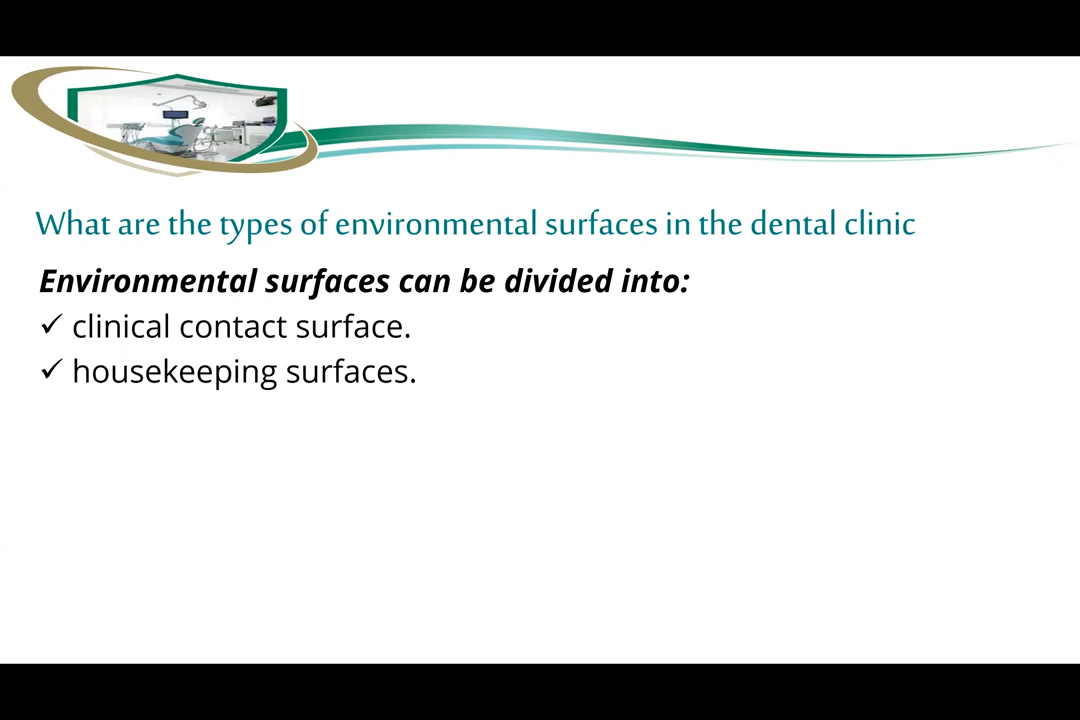 What are the types of environmental surfaces in the dental clinic
Environmental surfaces can be divided into:
✓ clinical contact surface.
✓ housekeeping surfaces.